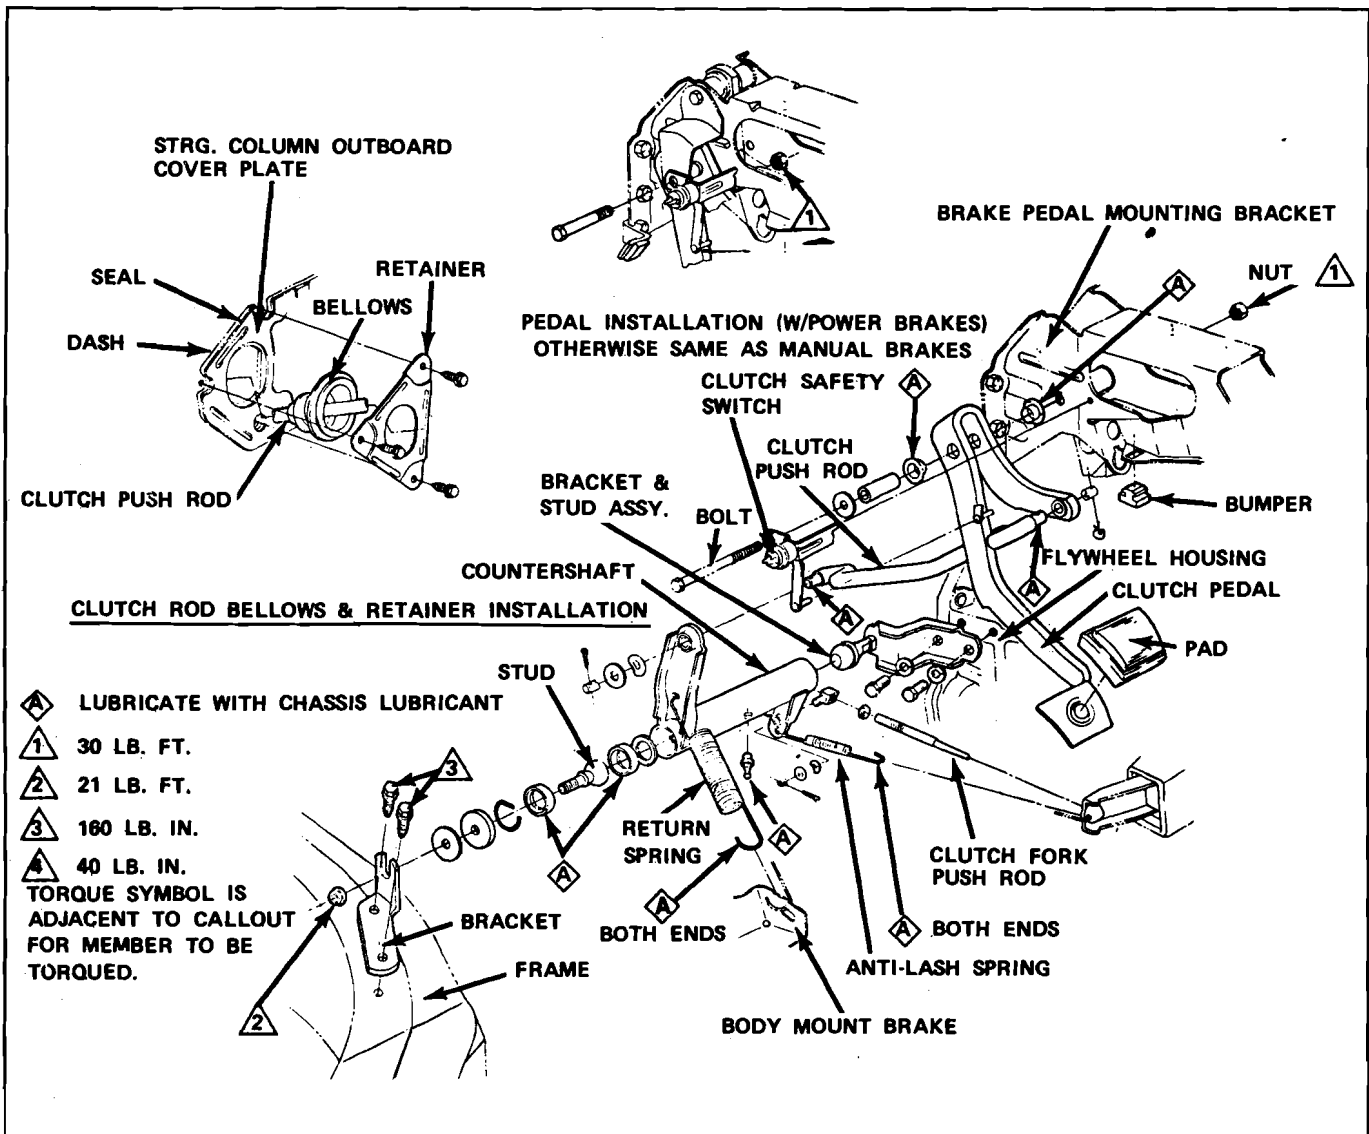 1
STRG. COLUMN OUTBOARD
COVER PLATE
BRAKE PEDAL MOUNTING BRACKET
SEAL
RETAINER
NUT 1
A
BELLOWS
DASH
PEDAL INSTALLATION (W/POWER BRAKES)
OTHERWISE SAME AS MANUAL BRAKES
CLUTCH SAFETY
SWITCH
A
CLUTCH
PUSH ROD
CLUTCH PUSH ROD
BRACKET &
STUD ASSY.
BOLT
BUMPER
FLYWHEEL HOUSING
COUNTERSHAFT
A
CLUTCH PEDAL
CLUTCH ROD BELLOWS & RETAINER INSTALLATION
A
PAD
STUD
A LUBRICATE WITH CHASSIS LUBRICANT
1 30 LB. FT.
2 21 LB. FT.
3 160 LB. IN.
4 40 LB. IN.
TORQUE SYMBOL IS
ADJACENT TO CALLOUT
FOR MEMBER TO BE
TORQUED.
3
RETURN
SPRING
A
A
CLUTCH FORK
PUSH ROD
A
BOTH ENDS
A BOTH ENDS
BRACKET
ANTI-LASH SPRING
FRAME
2
BODY MOUNT BRAKE